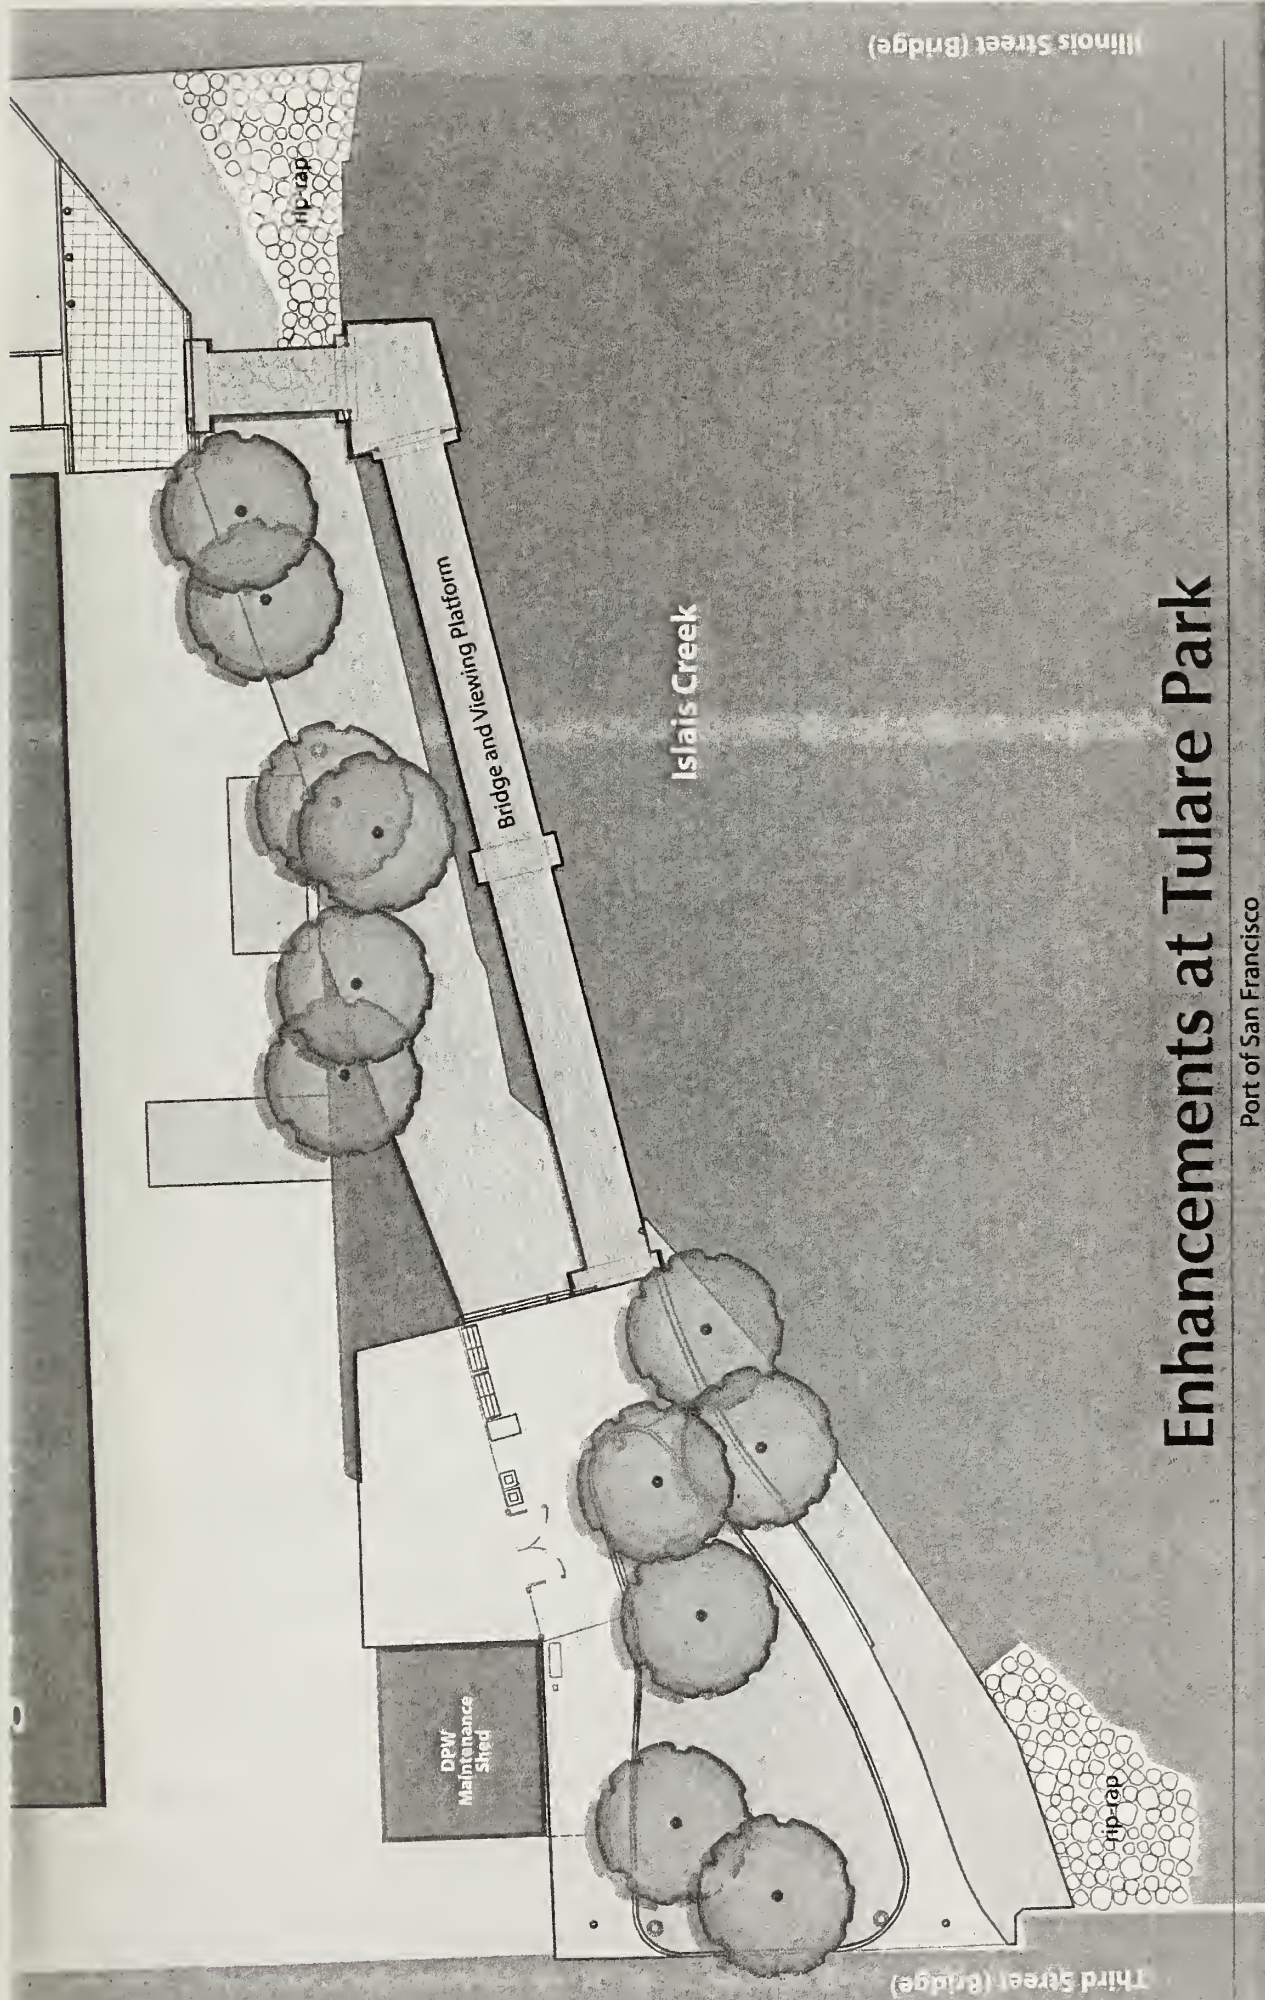 Illinois Street (Bridge)
rip-rap
Bridge and Viewing Platform
Islais Creek
DPW
Maintenance
Shed
rip-rap
Third Street (Bridge)
Enhancements at Tulare Park
Port of San Francisco